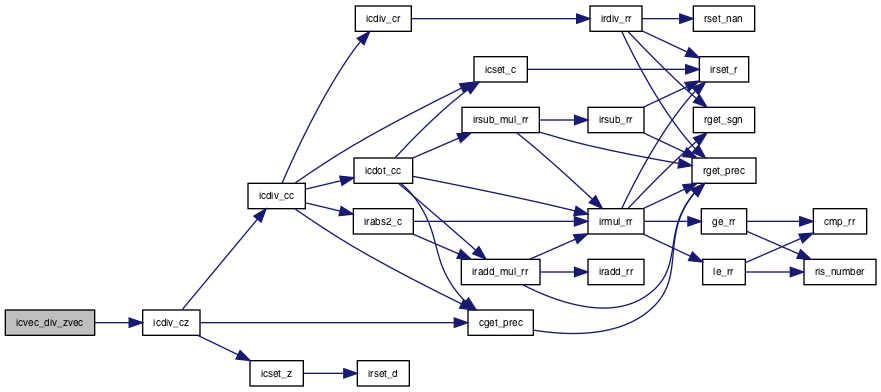 icdiv_cr
irdiv_rr
rset_nan
icset_c
irset_r
irsub_mul_rr
irsub_rr
rget_sgn
icdot_cc
rget_prec
icdiv_cc
irabs2_c
irmul_rr
ge_rr
cmp_rr
iradd_mul_rr
iradd_rr
le_rr
ris_number
icvec_div_zvec
icdiv_cz
cget_prec
icset_z
irset_d